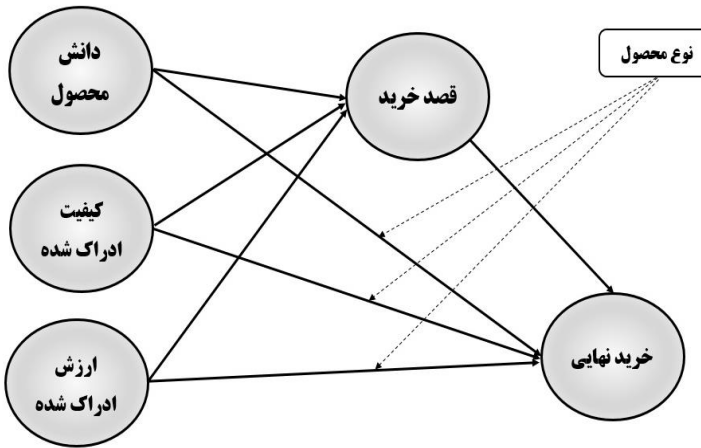 دانش
محصول
قصد خرید
نوع محصول
کیفیت
ادراک شده
ارزش
ادراک شده
خرید نهایی